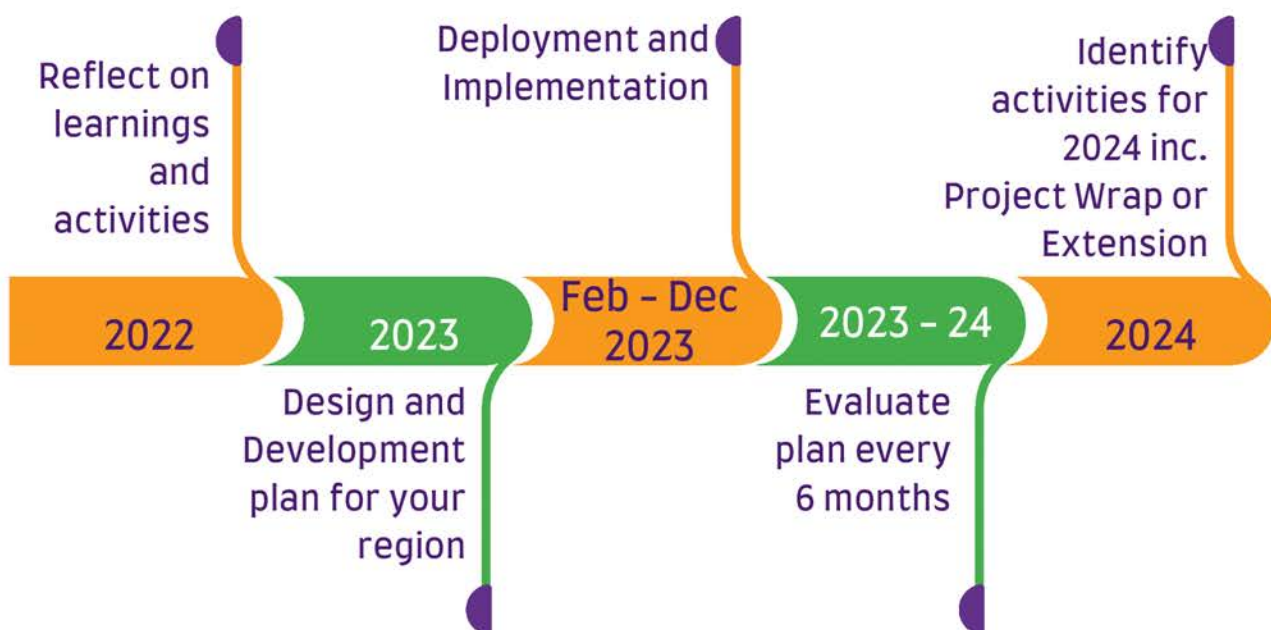 Reflect on
learnings
and
activities
Deployment and
Implementation
Identify
activities for
2024 inc.
Project Wrap or
Extension
2022
2023
Feb - Dec
2023
2023 - 24
2024
Design and
Development
plan for your
region
Evaluate
plan every
6 months